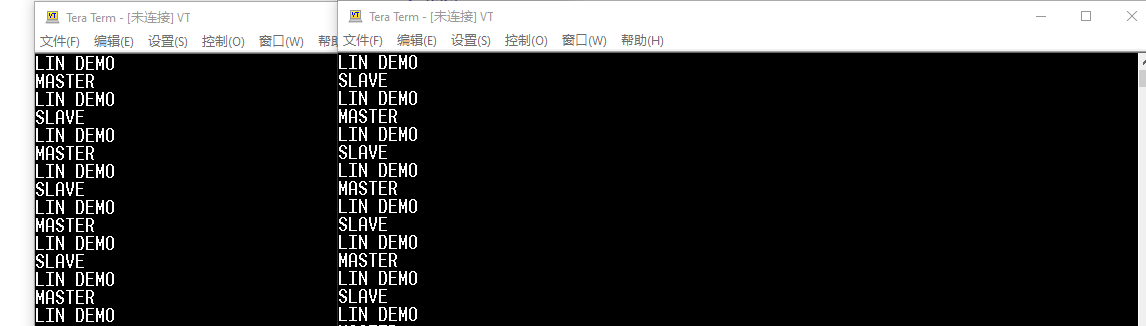 Tera Term - [未连接] VT
文件(F) 编辑(E) 设置(S) 控制(O) 窗口(W) 帮助
LIN DEMO
MASTER
LIN DEMO
SLAVE
LIN DEMO
MASTER
LIN DEMO
SLAVE
LIN DEMO
MASTER
LIN DEMO
SLAVE
LIN DEMO
MASTER
LIN DEMO
Tera Term - [未连接] VT
文件(F) 编辑(E) 设置(S) 控制(O) 窗口(W) 帮助(H)
LIN DEMO
SLAVE
LIN DEMO
MASTER
LIN DEMO
SLAVE
LIN DEMO
MASTER
LIN DEMO
SLAVE
LIN DEMO
MASTER
LIN DEMO
SLAVE
LIN DEMO